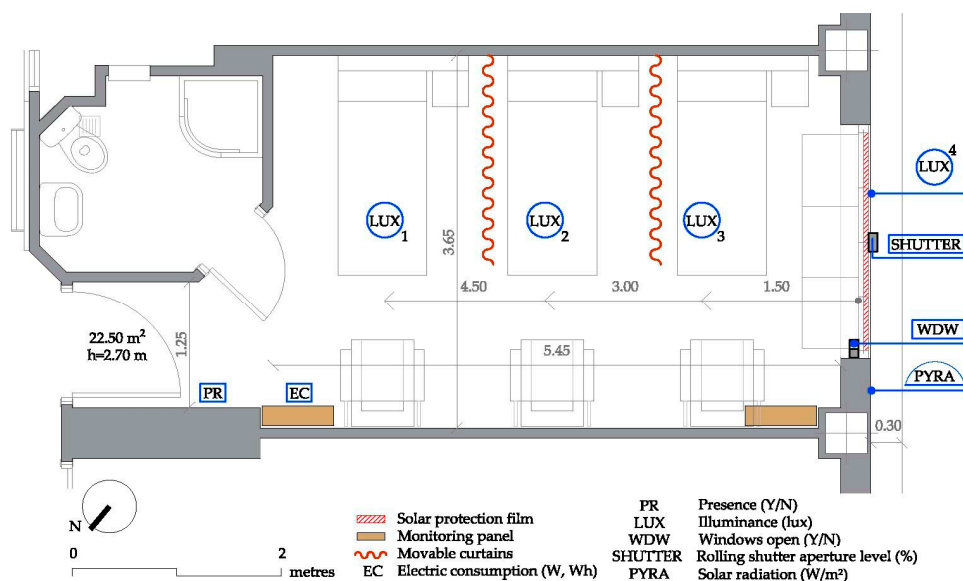 4
LUX
LUX
1
LUX
2
LUX
3
SHUTTER
3.65
4.50
3.00
1.50
WDW
22.50 m²
h=2.70 m
1.25
5.45
PYRA
PR
EC
0.30
N
0
2
metres
Solar protection film
Monitoring panel
Movable curtains
EC Electric consumption (W, Wh)
PR Presence (Y/N)
LUX Illuminance (lux)
WDW Windows open (Y/N)
SHUTTER Rolling shutter aperture level (%)
PYRA Solar radiation (W/m²)